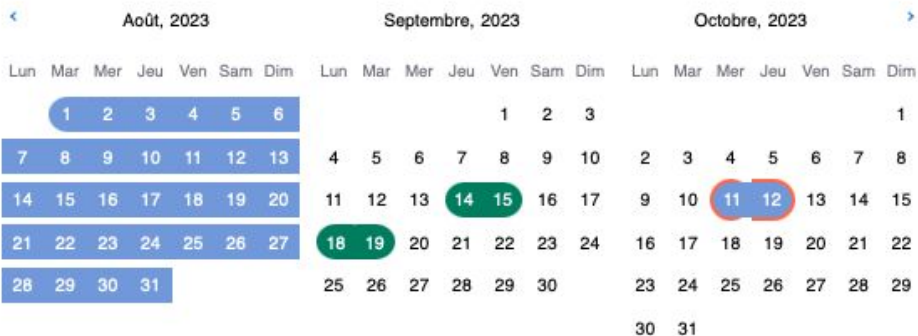 Août, 2023
Lun Mar Mer Jeu Ven Sam Dim
1 2 3 4 5 6
7 8 9 10 11 12 13
14 15 16 17 18 19 20
21 22 23 24 25 26 27
28 29 30 31
Septembre, 2023
Lun Mar Mer Jeu Ven Sam Dim
1 2 3
4 5 6 7 8 9 10
11 12 13 14 15 16 17
18 19 20 21 22 23 24
25 26 27 28 29 30
Octobre, 2023
Lun Mar Mer Jeu Ven Sam Dim
1
2 3 4 5 6 7 8
9 10 11 12 13 14 15
16 17 18 19 20 21 22
23 24 25 26 27 28 29
30 31